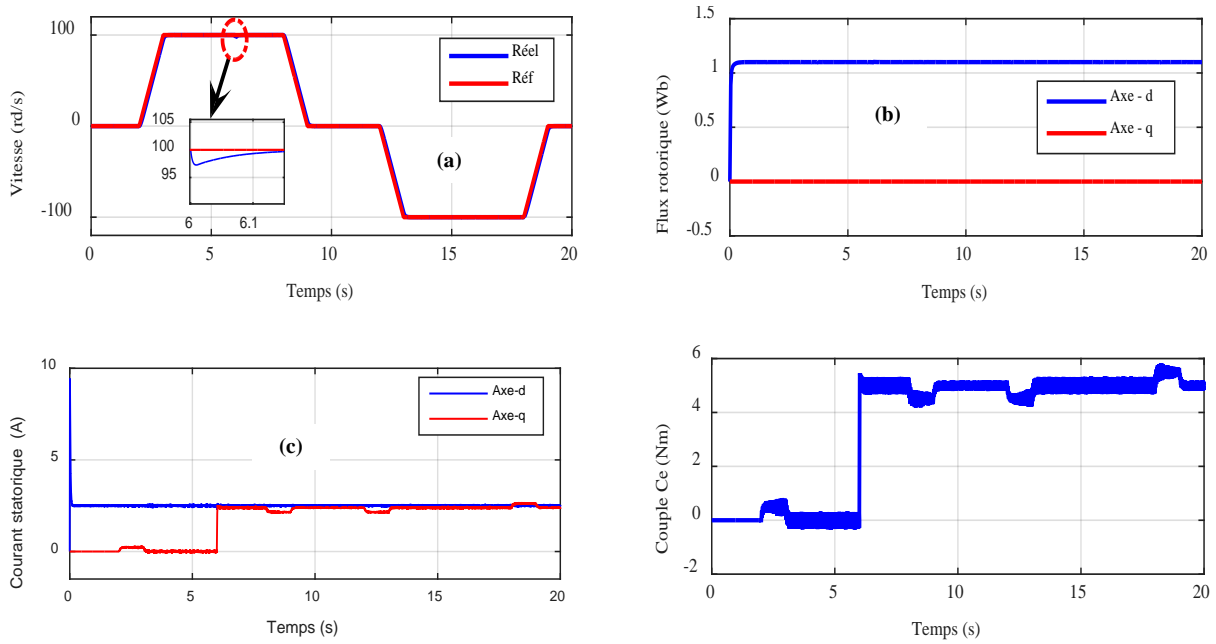 100
0
-100
Vitesse (rd/s)
Réel
Réf
105
100
95
6
6.1
(a)
0
5
10
15
20
Temps (s)
1.5
1
0.5
0
-0.5
Flux rotorique (Wb)
Axe - d
Axe - q
(b)
0
5
10
15
20
Temps (s)
10
5
0
Courant statorique (A)
Axe-d
Axe-q
(c)
0
5
10
15
20
Temps (s)
6
4
2
0
-2
Couple Ce (Nm)
0
5
10
15
20
Temps (s)